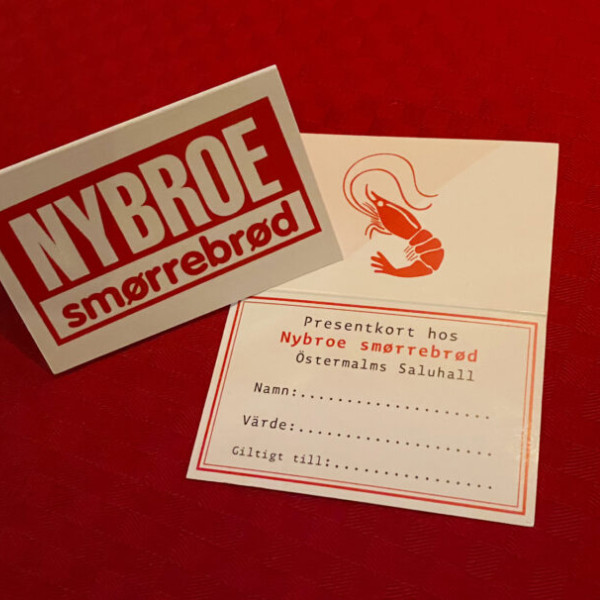 NYBROE
smørrebrød
Presentkort hos
Nybroe smørrebrød
Östermalms Saluhall
Namn:.....................
Värde:.....................
Giltigt till:.................